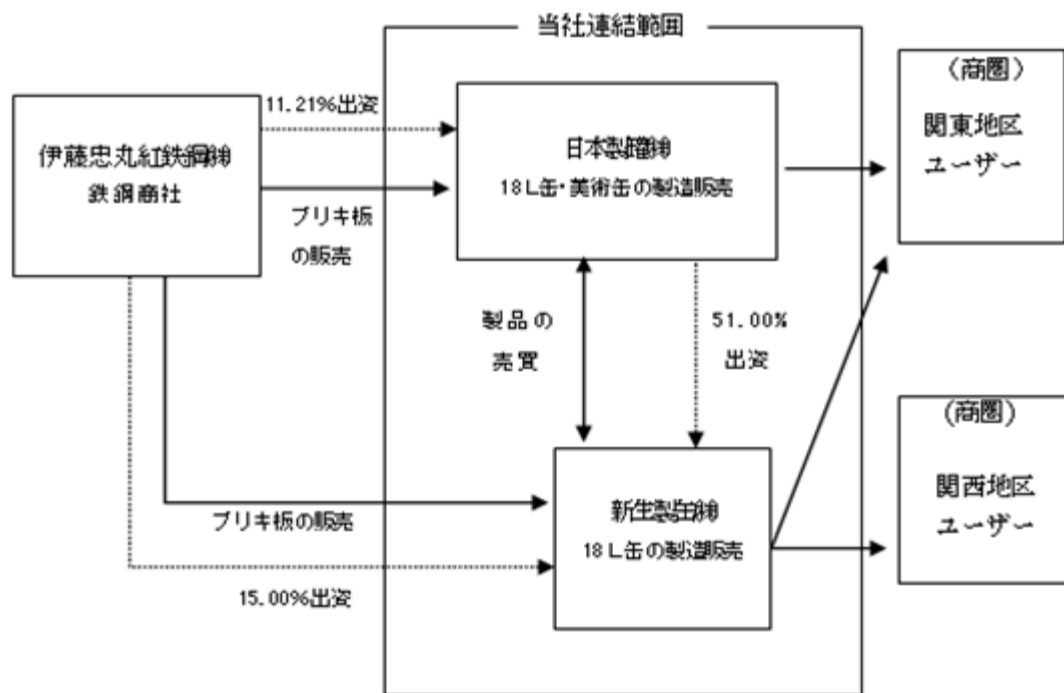 当社連結範囲
伊藤忠丸紅鉄鋼㈱
鉄鋼商社
11.21%出資
ブリキ板
の販売
日本製罐㈱
18L缶・美術缶の製造販売
(商圏)
関東地区
ユーザー
製品の
売買
51.00%
出資
新生製缶㈱
18L缶の製造販売
ブリキ板の販売
15.00%出資
(商圏)
関西地区
ユーザー